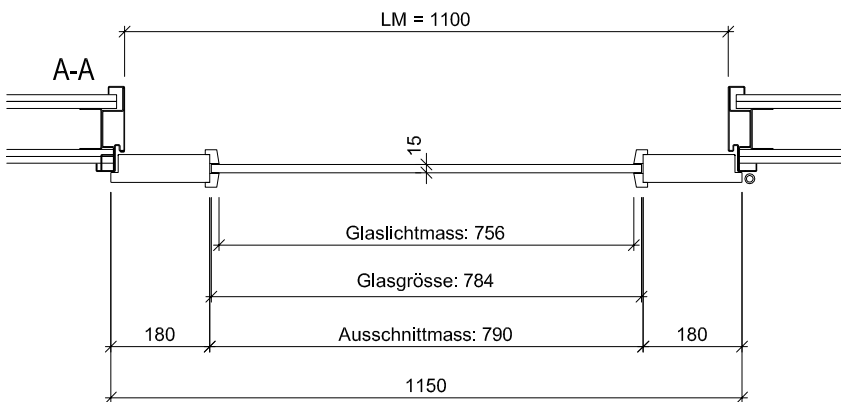 LM = 1100
A-A
15
Glaslichtmass: 756
Glasgrösse: 784
180 Ausschnittmass: 790 180
1150